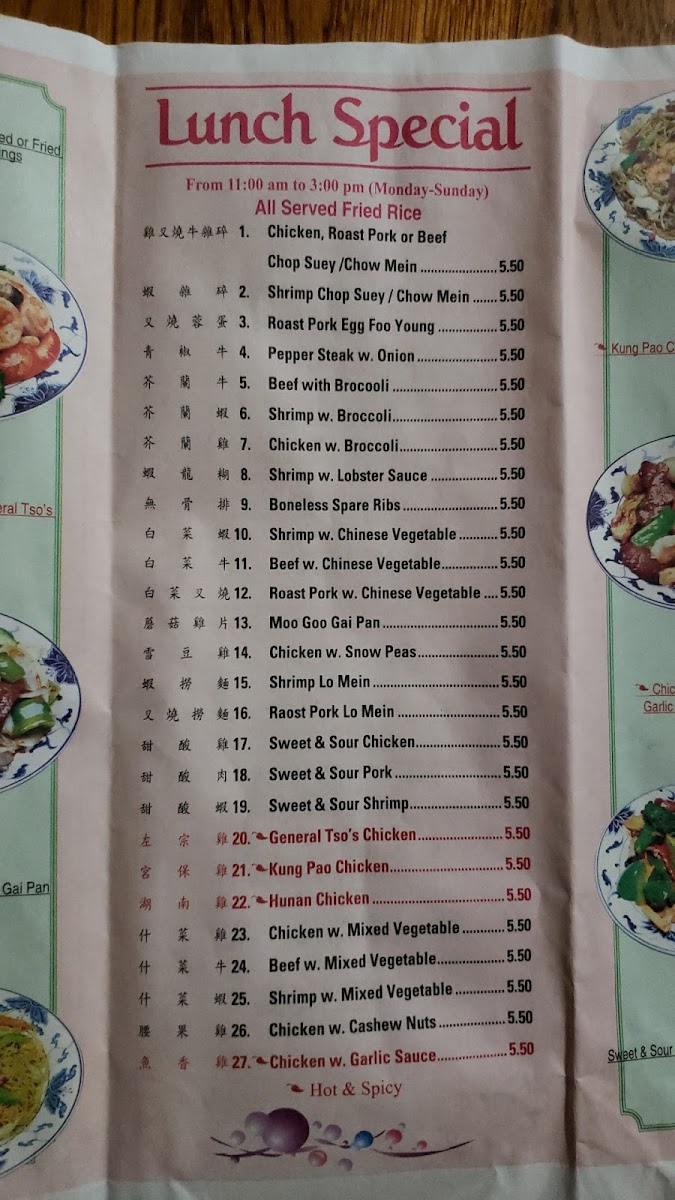 ed or Fried
ings
eral Tso's
Gai Pan
Lunch Special
From 11:00 am to 3:00 pm (Monday-Sunday)
All Served Fried Rice
雞叉燒牛雜碎 1. Chicken, Roast Pork or Beef
Chop Suey /Chow Mein ...................... 5.50
蝦雜碎 2. Shrimp Chop Suey / Chow Mein ....... 5.50
叉燒蓉蛋 3. Roast Pork Egg Foo Young ................. 5.50
青椒牛 4. Pepper Steak w. Onion ....................... 5.50
芥蘭牛 5. Beef with Brocooli .............................. 5.50
芥蘭蝦 6. Shrimp w. Broccoli.............................. 5.50
芥蘭雞 7. Chicken w. Broccoli............................ 5.50
蝦龍糊 8. Shrimp w. Lobster Sauce ................... 5.50
無骨排 9. Boneless Spare Ribs........................... 5.50
白菜蝦 10. Shrimp w. Chinese Vegetable ........... 5.50
白菜牛 11. Beef w. Chinese Vegetable................ 5.50
白菜叉燒 12. Roast Pork w. Chinese Vegetable .... 5.50
蘑菇雞片 13. Moo Goo Gai Pan ................................ 5.50
雪豆雞 14. Chicken w. Snow Peas....................... 5.50
蝦撈麵 15. Shrimp Lo Mein ................................... 5.50
叉燒撈麵 16. Raost Pork Lo Mein ............................ 5.50
甜酸雞 17. Sweet & Sour Chicken....................... 5.50
甜酸肉 18. Sweet & Sour Pork ............................. 5.50
甜酸蝦 19. Sweet & Sour Shrimp......................... 5.50
左宗雞 20. General Tso's Chicken....................... 5.50
宮保雞 21. Kung Pao Chicken.............................. 5.50
湖南雞 22. Hunan Chicken .................................. 5.50
什菜雞 23. Chicken w. Mixed Vegetable ............ 5.50
什菜牛 24. Beef w. Mixed Vegetable.................. 5.50
什菜蝦 25. Shrimp w. Mixed Vegetable ............. 5.50
腰果雞 26. Chicken w. Cashew Nuts .................. 5.50
魚香雞 27. Chicken w. Garlic Sauce................... 5.50
Hot & Spicy
Kung Pao C
Chic
Garlic
Sweet & Sour